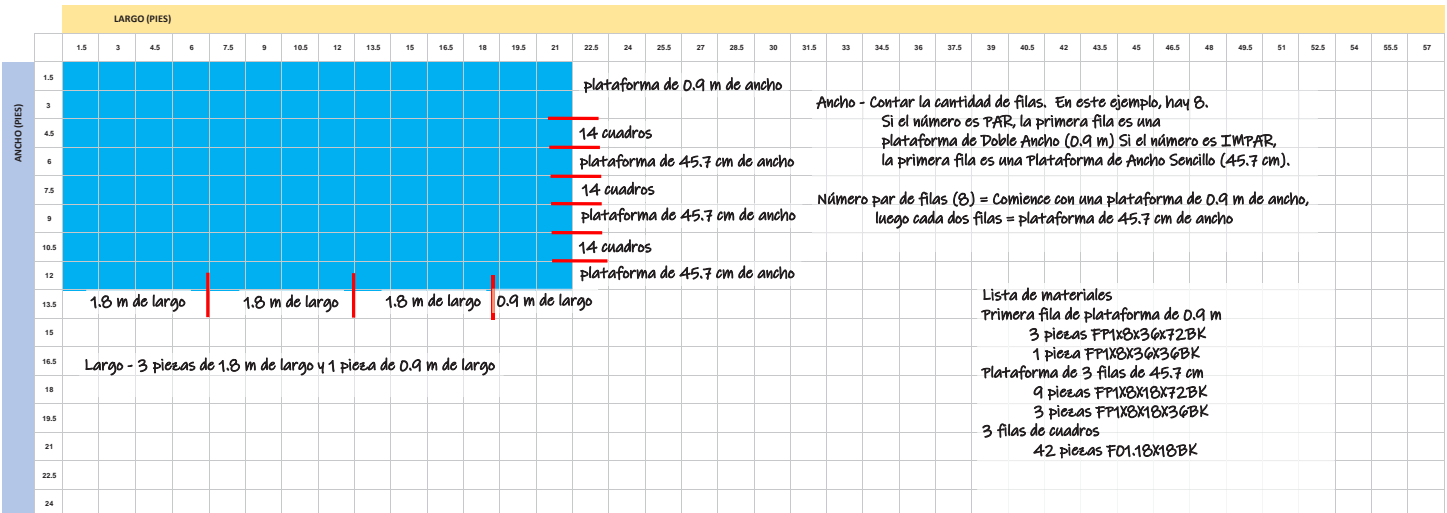 LARGO (PIES)
1.5 3 4.5 6 7.5 9 10.5 12 13.5 15 16.5 18 19.5 21 22.5 24 25.5 27 28.5 30 31.5 33 34.5 36 37.5 39 40.5 42 43.5 45 46.5 48 49.5 51 52.5 54 55.5 57
ANCHO (PIES)
1.5
plataforma de 0.9 m de ancho
3
Ancho - Contar la cantidad de filas. En este ejemplo, hay 8.
Si el número es PAR, la primera fila es una
plataforma de Doble Ancho (0.9 m) Si el número es IMPAR,
la primera fila es una Plataforma de Ancho Sencillo (45.7 cm).
4.5
14 cuadros
6
plataforma de 45.7 cm de ancho
7.5
14 cuadros
Número par de filas (8) = Comience con una plataforma de 0.9 m de ancho,
luego cada dos filas = plataforma de 45.7 cm de ancho
9
plataforma de 45.7 cm de ancho
10.5
14 cuadros
12
plataforma de 45.7 cm de ancho
13.5
1.8 m de largo
1.8 m de largo
1.8 m de largo
0.9 m de largo
15
16.5
Largo - 3 piezas de 1.8 m de largo y 1 pieza de 0.9 m de largo
18
19.5
21
22.5
24
Lista de materiales
Primera fila de plataforma de 0.9 m
3 piezas FP1X8X36X72BK
1 pieza FP1X8X36X36BK
Plataforma de 3 filas de 45.7 cm
9 piezas FP1X8X18X72BK
3 piezas FP1X8X18X36BK
3 filas de cuadros
42 piezas FO1.18X18BK